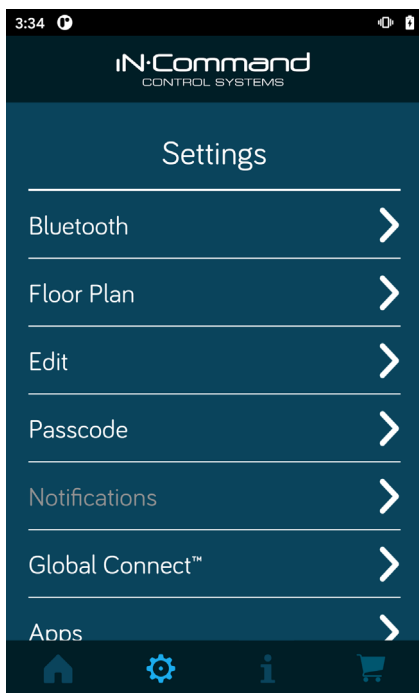 3:34
iN·Command
CONTROL SYSTEMS
Settings
Bluetooth
Floor Plan
Edit
Passcode
Notifications
Global Connect™
Apps